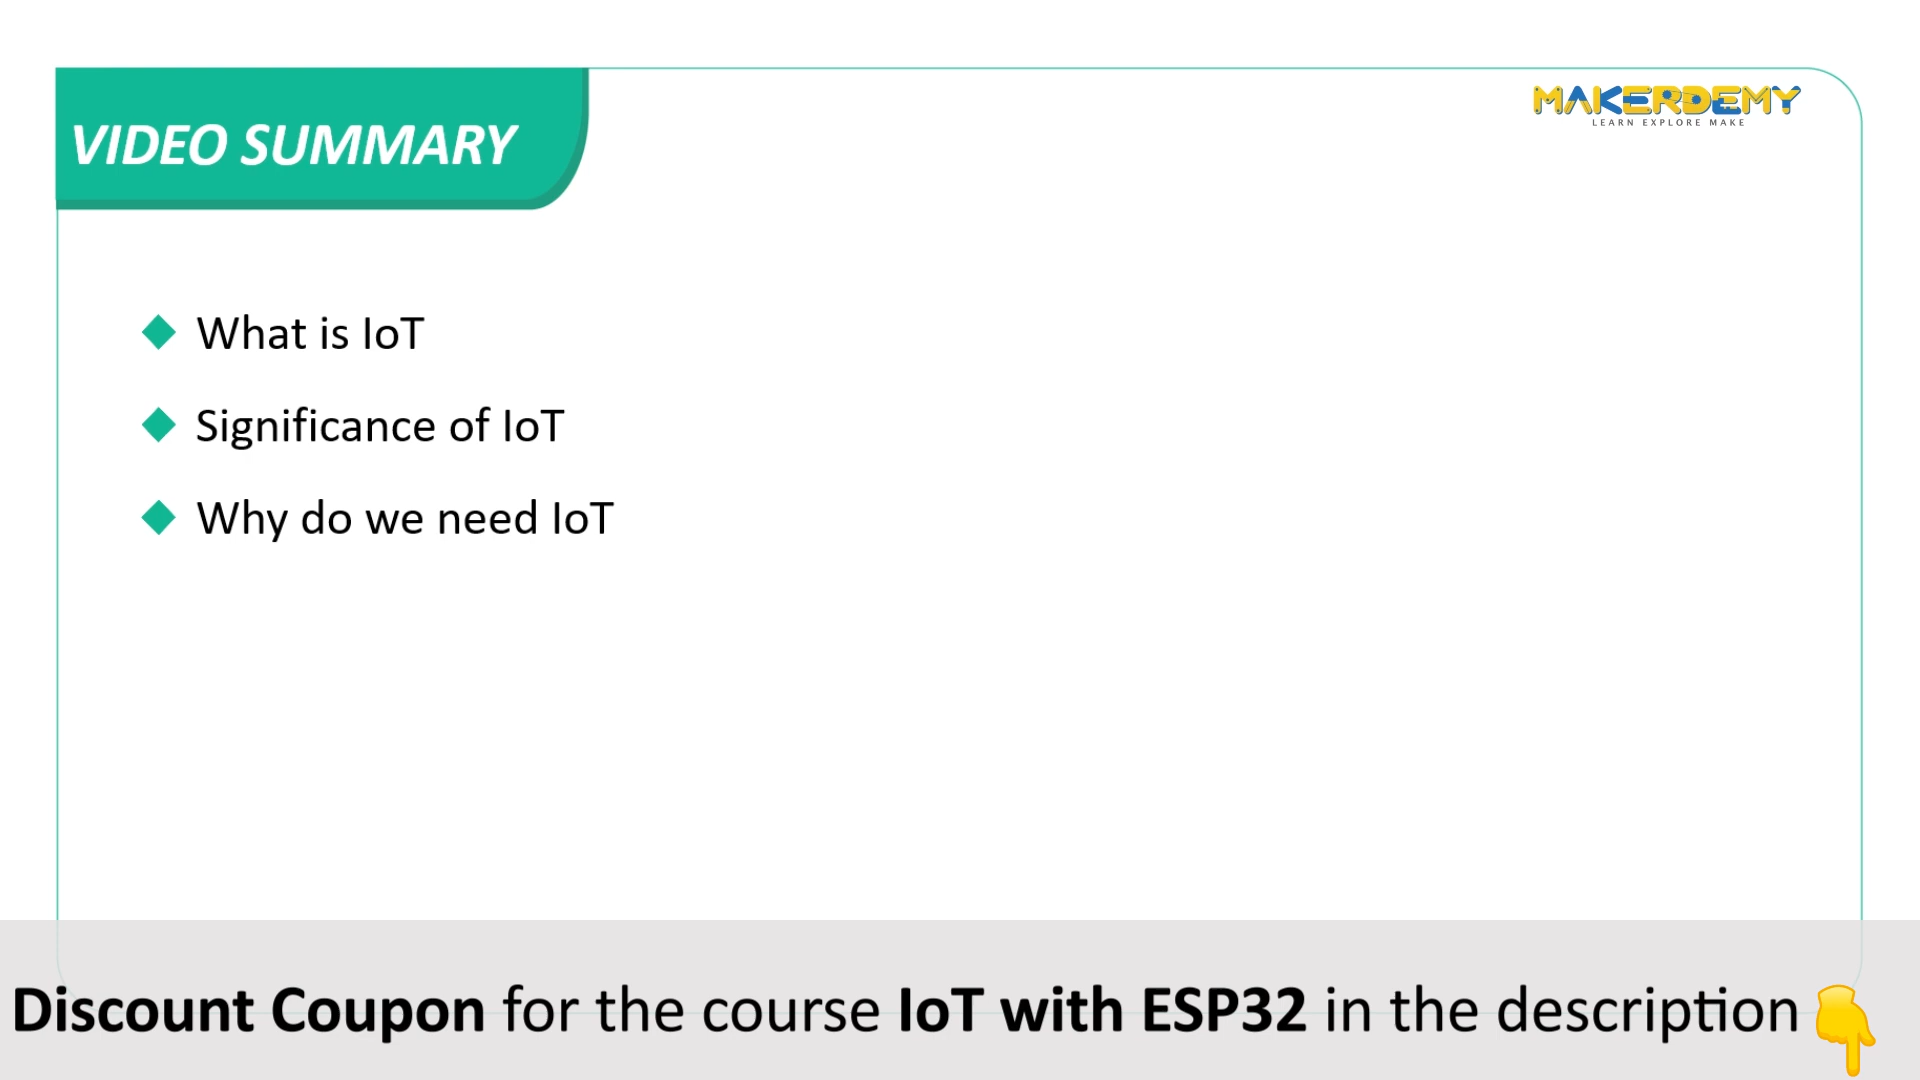 VIDEO SUMMARY
MAKERDEMY
LEARN EXPLORE MAKE
What is IoT
Significance of IoT
Why do we need IoT
Discount Coupon for the course IoT with ESP32 in the description